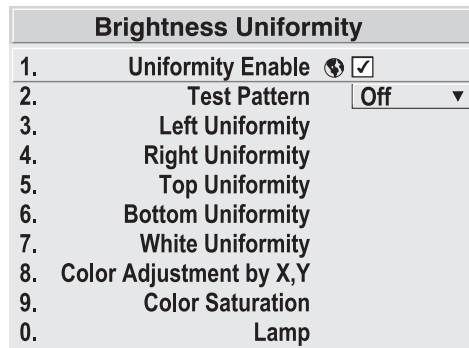 Brightness Uniformity
1. Uniformity Enable
2. Test Pattern Off
3. Left Uniformity
4. Right Uniformity
5. Top Uniformity
6. Bottom Uniformity
7. White Uniformity
8. Color Adjustment by X,Y
9. Color Saturation
0. Lamp